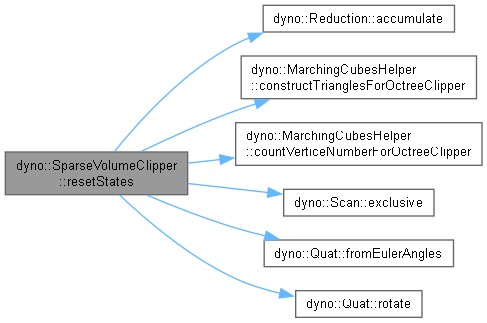 dyno::Reduction::accumulate
dyno::MarchingCubesHelper
::constructTrianglesForOctreeClipper
dyno::MarchingCubesHelper
::countVerticeNumberForOctreeClipper
dyno::SparseVolumeClipper
::resetStates
dyno::Scan::exclusive
dyno::Quat::fromEulerAngles
dyno::Quat::rotate